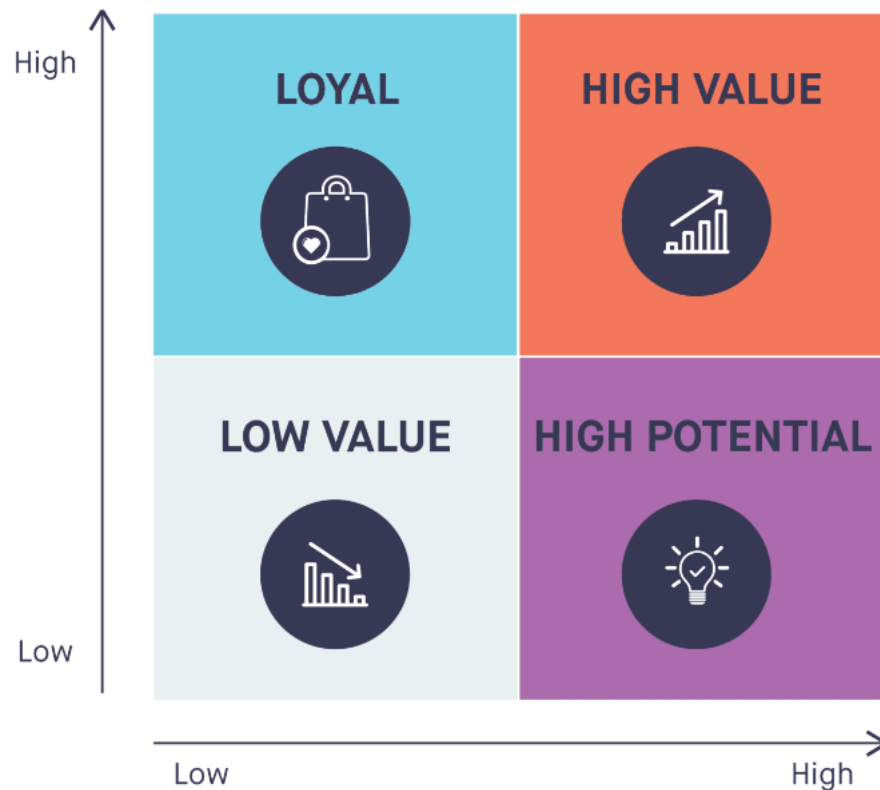 High
LOYAL
HIGH VALUE
LOW VALUE
HIGH POTENTIAL
Low
Low
High